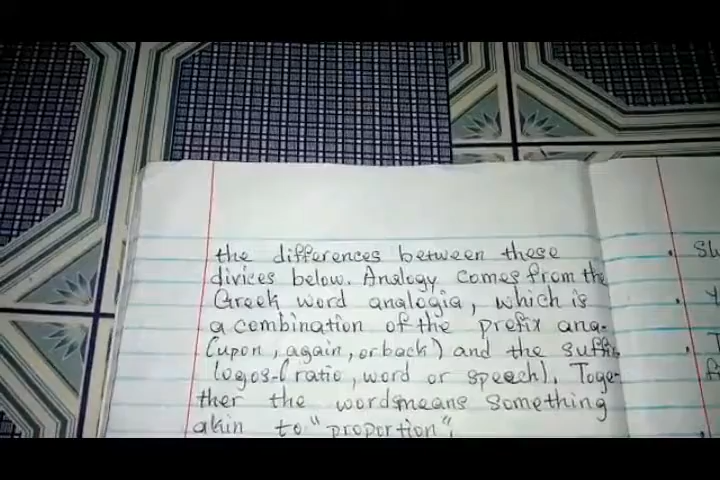 the differences between these
divices below. Analogy comes from the
Greek word analogia, which is
a combination of the prefix ana-
(upon, again, or back) and the suffix
logos-(ratio, word or speech). Toge-
ther the wordsmeans something
akin to "proportion".